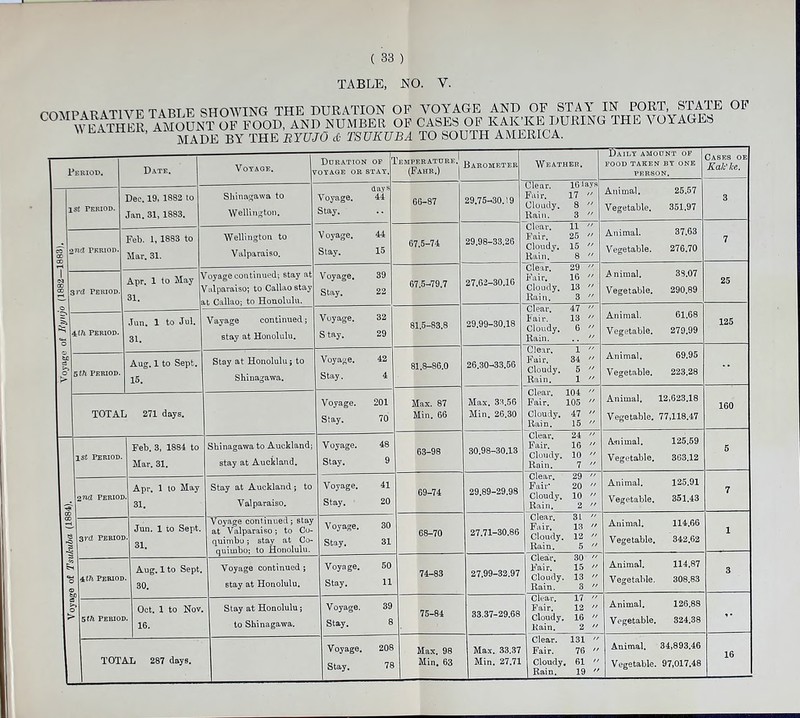 ( 33 )
TABLE, NO. V.
COMPARATIVE TABLE SHOWING THE DURATION OF VOYAGE AND OF STAY IN PORT, STATE OF
WEATHER, AMOUNT OF FOOD, AND NUMBER OF CASES OF KAK'KE DURING THE VOYAGES
MADE BY THE RYUJŌ & TSUKUBA TO SOUTH AMERICA.
Period. Date. Voyage. Duration of voyage or stay. Temperature. (Fahr.) Barometer Weather. Daily amount of food taken by one person. Cases of Kak'ke.
Voyage of Ryujo (1882—1883).
1st Period. Dec. 19, 1882 to Jan. 31, 1883. Shinagawa to Wellington. Voyage. 44 days Stay. .. 66-87 29.75-30.19 Clear. 16 days Fair. 17 " Cloudy. 8 " Rain. 3 " Animal. 25.57 Vegetable. 351.97 3
2nd Period. Feb. 1, 1883 to Mar. 31. Wellington to Valparaiso. Voyage. 44 Stay. 15 67.5-74 29.98-33.26 Clear. 11 " Fair. 25 " Cloudy. 15 " Rain. 8 " Animal. 37.63 Vegetable. 276.70 7
3rd Period. Apr. 1 to May 31. Voyage continued; stay at Valparaiso; to Callao stay at Callao; to Honolulu. Voyage. 39 Stay. 22 67.5-79.7 27.62-30.16 Clear. 29 " Fair. 16 " Cloudy. 13 " Rain. 3 " Animal. 38.07 Vegetable. 290.89 25
4th Period. Jun. 1 to Jul. 31. Vayage continued; stay at Honolulu. Voyage. 32 Stay. 29 81.5-83.8 29.99-30.18 Clear. 47 " Fair. 13 " Cloudy. 6 " Rain. .. " Animal. 61.68 Vegetable. 279.99 125
5th Period. Aug. 1 to Sept. 15. Stay at Honolulu; to Shinagawa. Voyage. 42 Stay. 4 81.8-86.0 26.30-33.56 Clear. 1 " Fair. 34 " Cloudy. 5 " Rain. 1 " Animal. 69.95 Vegetable. 223.28 ..
TOTAL 271 days. Voyage. 201 Stay. 70 Max. 87 Min. 66 Max. 33.56 Min. 26.30 Clear. 104 " Fair. 105 " Cloudy. 47 " Rain. 15 " Animal. 12,623.18 Vegetable. 77,118.47 160
Voyage of Tsukuba (1884).
1st Period. Feb. 3, 1884 to Mar. 31. Shinagawa to Auckland; stay at Auckland. Voyage. 48 Stay. 9 63-98 30.98-30.13 Clear. 24 " Fair. 16 " Cloudy. 10 " Rain. 7 " Animal. 125.59 Vegetable. 363.12 5
2nd Period. Apr. 1 to May 31. Stay at Auckland; to Valparaiso. Voyage. 41 Stay. 20 69-74 29.89-29.98 Clear. 29 " Fair' 20 " Cloudy. 10 " Rain. 2 " Animal. 125.91 Vegetable. 351.43 7
3rd Period. Jun. 1 to Sept. 31. Voyage continued; stay at Valparaiso; to Coquimbo; stay at Coquimbo; to Honolulu. Voyage. 30 Stay. 31 68-70 27.71-30.86 Clear. 31 " Fair. 13 " Cloudy. 12 " Rain. 5 " Animal. 114.66 Vegetable. 342.62 1
4th Period. Aug. 1 to Sept. 30. Voyage continued; stay at Honolulu. Voyage. 50 Stay. 11 74-83 27.99-32.97 Clear. 30 " Fair. 15 " Cloudy. 13 " Rain. 3 " Animal. 114.87 Vegetable. 308.83 3
5th Period. Oct. 1 to Nov. 16. Stay at Honolulu; to Shinagawa. Voyage. 39 Stay. 8 75-84 33.37-29.68 Clear. 17 " Fair. 12 " Cloudy. 16 " Rain. 2 " Animal. 126.88 Vegetable. 324.38 ..
TOTAL 287 days. Voyage. 208 Stay. 78 Max. 98 Min. 63 Max. 33.37 Min. 27.71 Clear. 131 " Fair. 76 " Cloudy. 61 " Rain. 19 " Animal. 34,893.46 Vegetable. 97,017.48 16